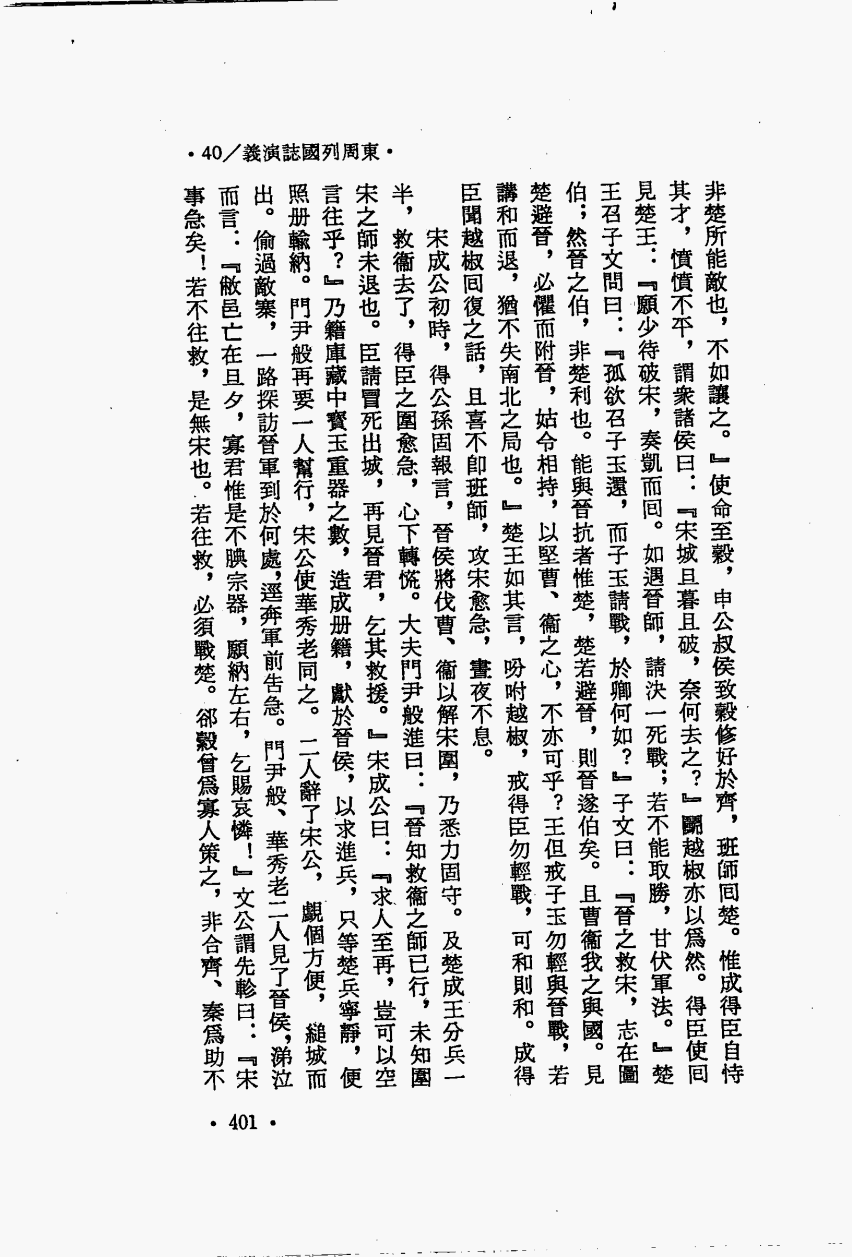 ·東周列國誌演義／40·
非楚所能敵也，不如讓之。』使命至穀，申公叔侯致穀修好於齊，班師回楚。惟成得臣自恃
其才，憤憤不平，謂衆諸侯曰：『宋城旦暮且破，奈何去之？』鬭越椒亦以爲然。得臣使囘
見楚王：『願少待破宋，奏凱而囘。如遇晉師，請決一死戰；若不能取勝，甘伏軍法。』楚
王召子文問曰：『孤欲召子玉還，而子玉請戰，於卿何如？』子文曰：『晉之救宋，志在圖
伯；然晉之伯，非楚利也。能與晉抗者惟楚，楚若避晉，則晉遂伯矣。且曹衞我之與國。見
楚避晉，必懼而附晉，姑令相持，以堅曹、衞之心，不亦可乎？王但戒子玉勿輕與晉戰，若
講和而退，猶不失南北之局也。』楚王如其言，吩咐越椒，戒得臣勿輕戰，可和則和。成得
臣聞越椒囘復之話，且喜不卽班師，攻宋愈急，晝夜不息。
宋成公初時，得公孫固報言，晉侯將伐曹、衞以解宋圍，乃悉力固守。及楚成王分兵一
半，救衞去了，得臣之圍愈急，心下轉慌。大夫門尹般進曰：『晉知救衞之師已行，未知圍
宋之師未退也。臣請冒死出城，再見晉君，乞其救援。』宋成公曰：『求人至再，豈可以空
言往乎？』乃籍庫藏中寶玉重器之數，造成册籍，獻於晉侯，以求進兵，只等楚兵寧靜，便
照册輸納。門尹般再要一人幫行，宋公使華秀老同之。二人辭了宋公，覷個方便，縋城而
出。偷過敵寨，一路探訪晉軍到於何處，逕奔軍前告急。門尹般、華秀老二人見了晉侯，涕泣
而言：『敝邑亡在旦夕，寡君惟是不腆宗器，願納左右，乞賜哀憐！』文公謂先軫曰：『宋
事急矣！若不往救，是無宋也。若往救，必須戰楚。郤縠曾爲寡人策之，非合齊、秦爲助不
·401·